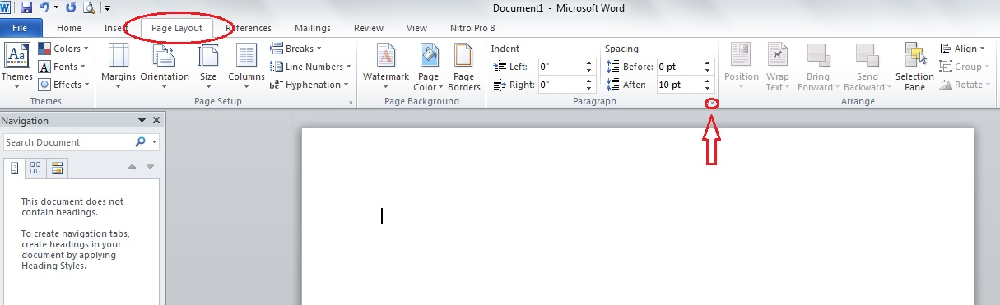 W
Document1 - Microsoft Word
File Home Insert Page Layout References Mailings Review View Nitro Pro 8
Aa Themes Colors A Fonts Effects Themes
Margins Orientation Size Columns Breaks Line Numbers Hyphenation Page Setup
Watermark Page Color Page Borders Page Background
Indent Left: 0" Right: 0" Spacing Before: 0 pt After: 10 pt Paragraph
Position Wrap Text Bring Forward Send Backward Selection Pane Align Group Rotate Arrange
Navigation
Search Document
This document does not
contain headings.
To create navigation tabs,
create headings in your
document by applying
Heading Styles.